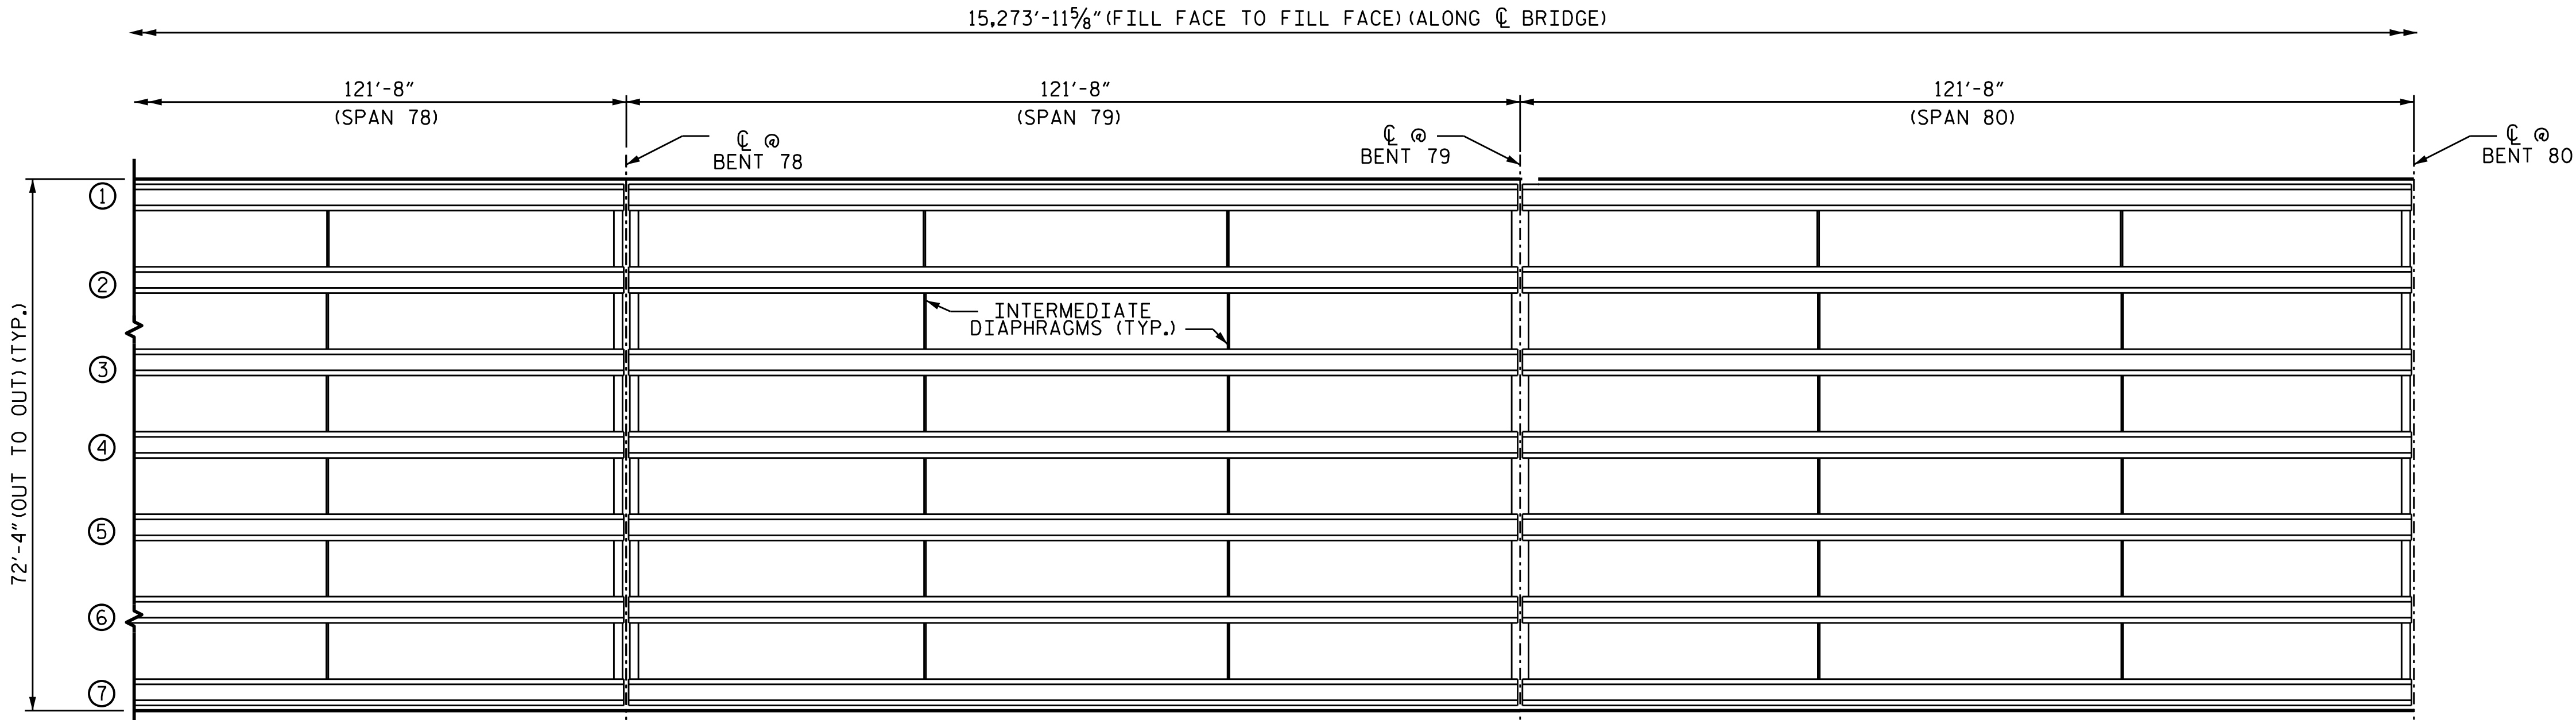 15,273'-11⅝" (FILL FACE TO FILL FACE) (ALONG ℄ BRIDGE)
121'-8"
(SPAN 78)
121'-8"
(SPAN 79)
121'-8"
(SPAN 80)
℄ @
BENT 78
℄ @
BENT 79
℄ @
BENT 80
72'-4" (OUT TO OUT) (TYP.)
1
2
INTERMEDIATE
DIAPHRAGMS (TYP.)
3
4
5
6
7